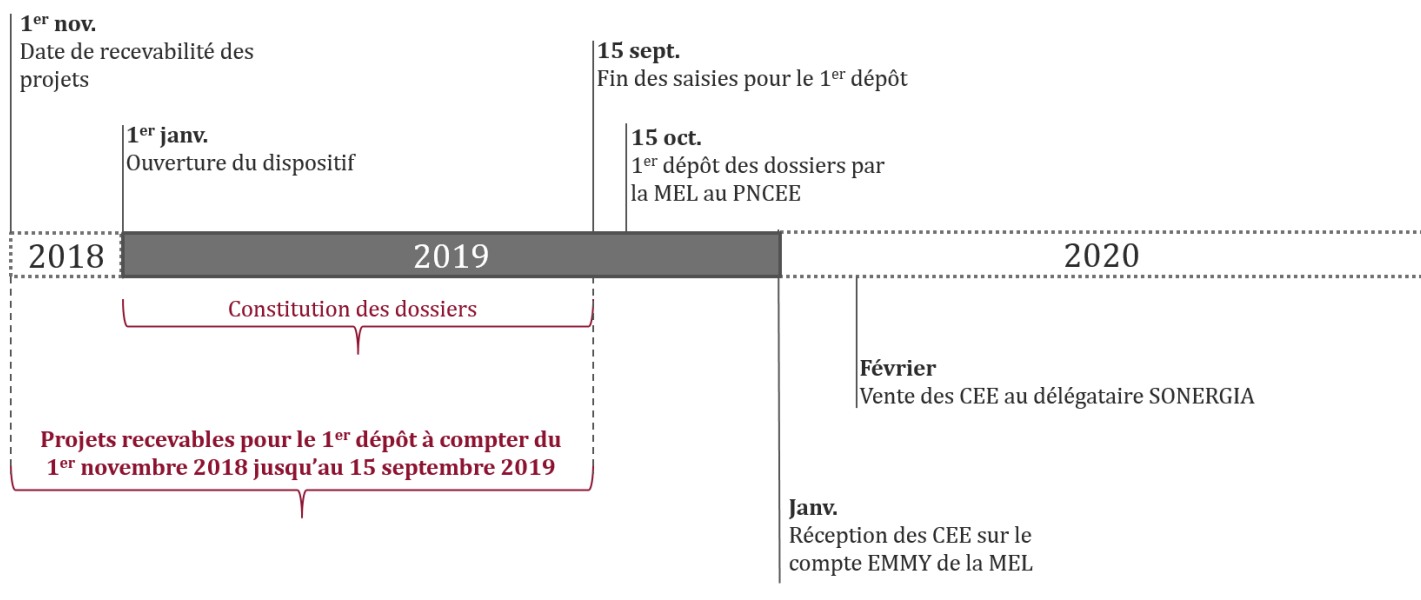 1er nov.
Date de recevabilité des
projets
15 sept.
Fin des saisies pour le 1er dépôt
1er janv.
Ouverture du dispositif
15 oct.
1er dépôt des dossiers par
la MEL au PNCEE
2018
2019
2020
Constitution des dossiers
Février
Vente des CEE au délégataire SONERGIA
Projets recevables pour le 1er dépôt à compter du
1er novembre 2018 jusqu’au 15 septembre 2019
Janv.
Réception des CEE sur le
compte EMMY de la MEL